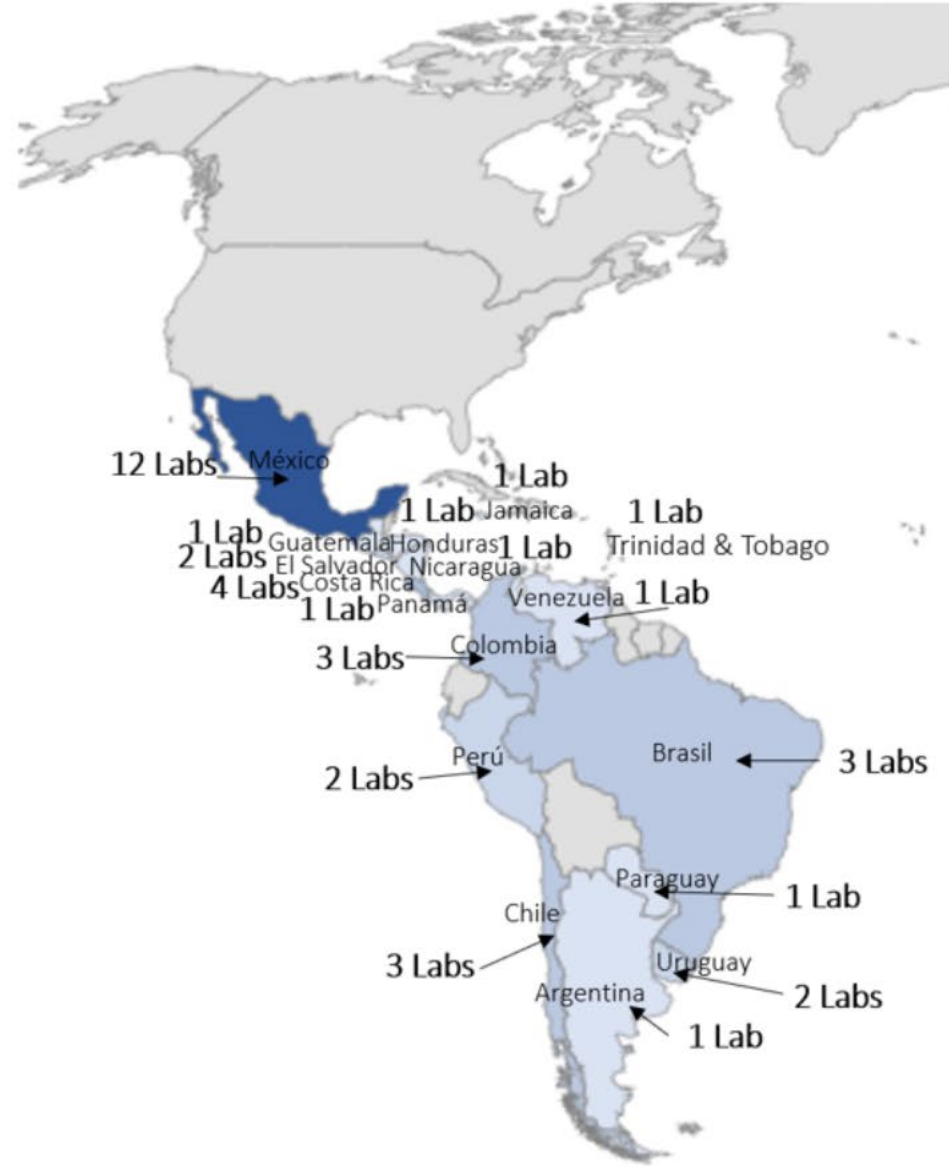 12 Labs México
1 Lab
1 Lab Jamaica
1 Lab
1 Lab Guatemala Honduras 1 Lab
Trinidad & Tobago
2 Labs El Salvador Nicaragua
4 Labs Costa Rica
1 Lab Panamá
Venezuela 1 Lab
Colombia
3 Labs
Brasil 3 Labs
Perú
2 Labs
Paraguay
1 Lab
Chile
3 Labs
Uruguay
2 Labs
Argentina
1 Lab